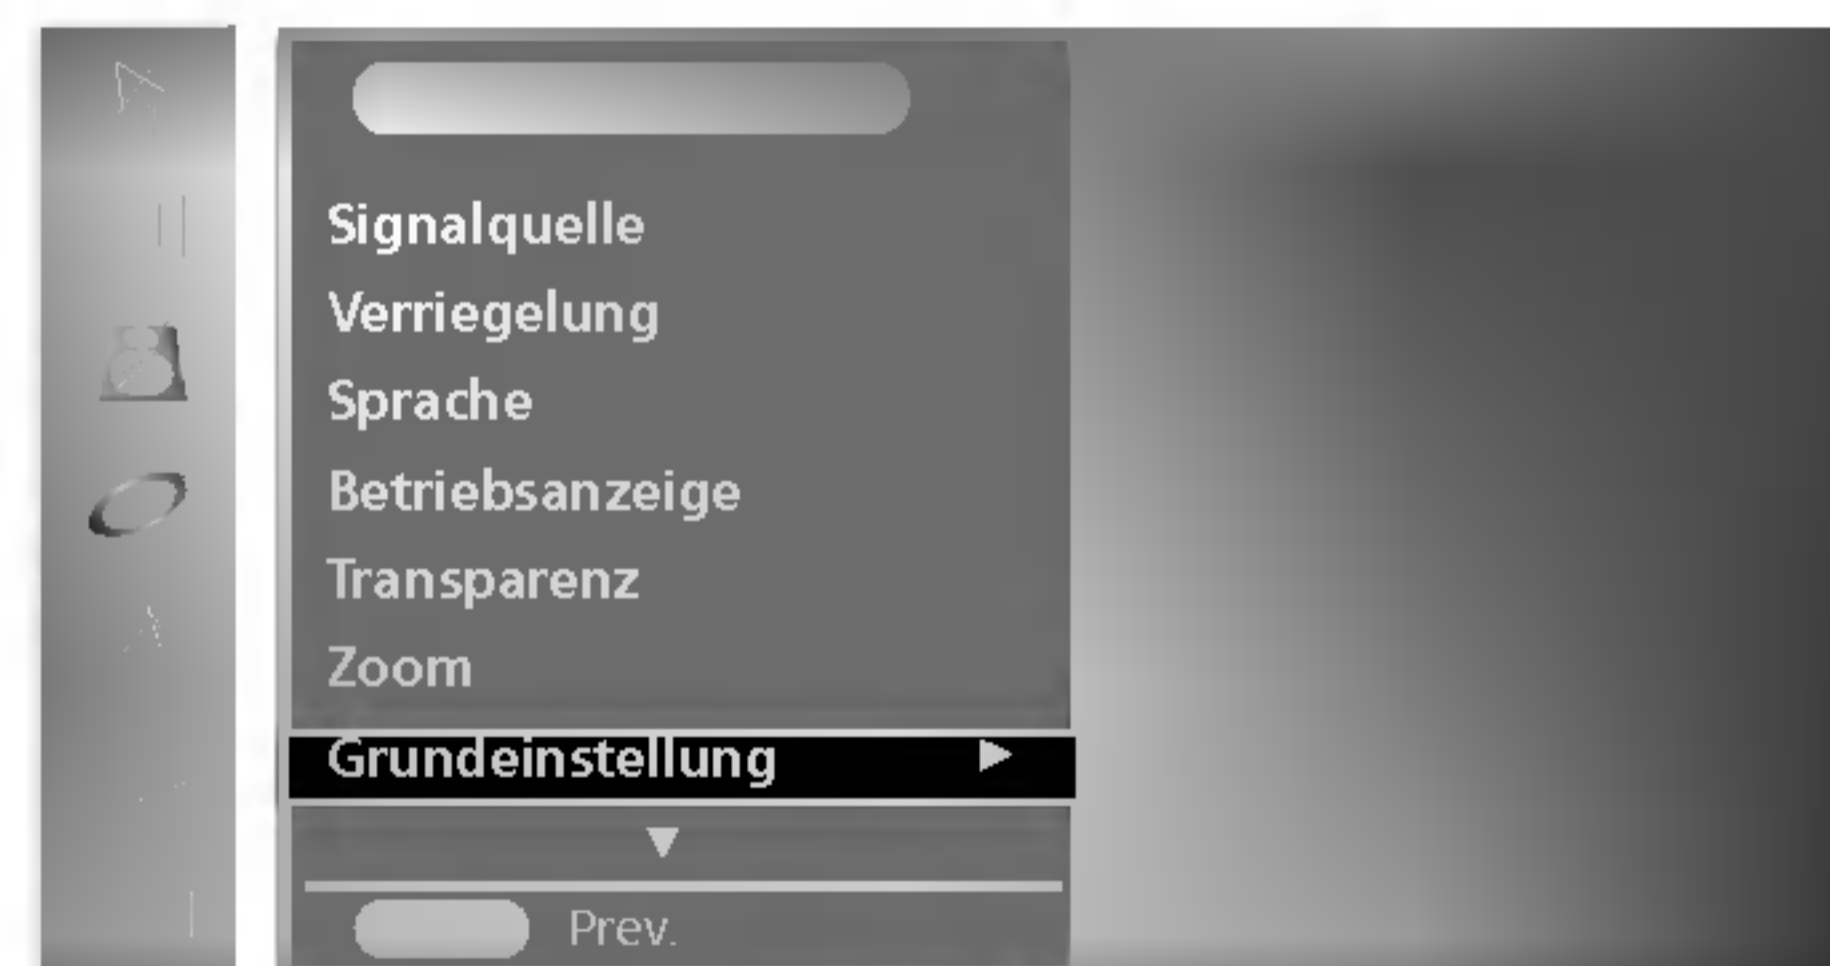 Signalquelle
Verriegelung
Sprache
Betriebsanzeige
Transparenz
Zoom
Grundeinstellung
Prev.